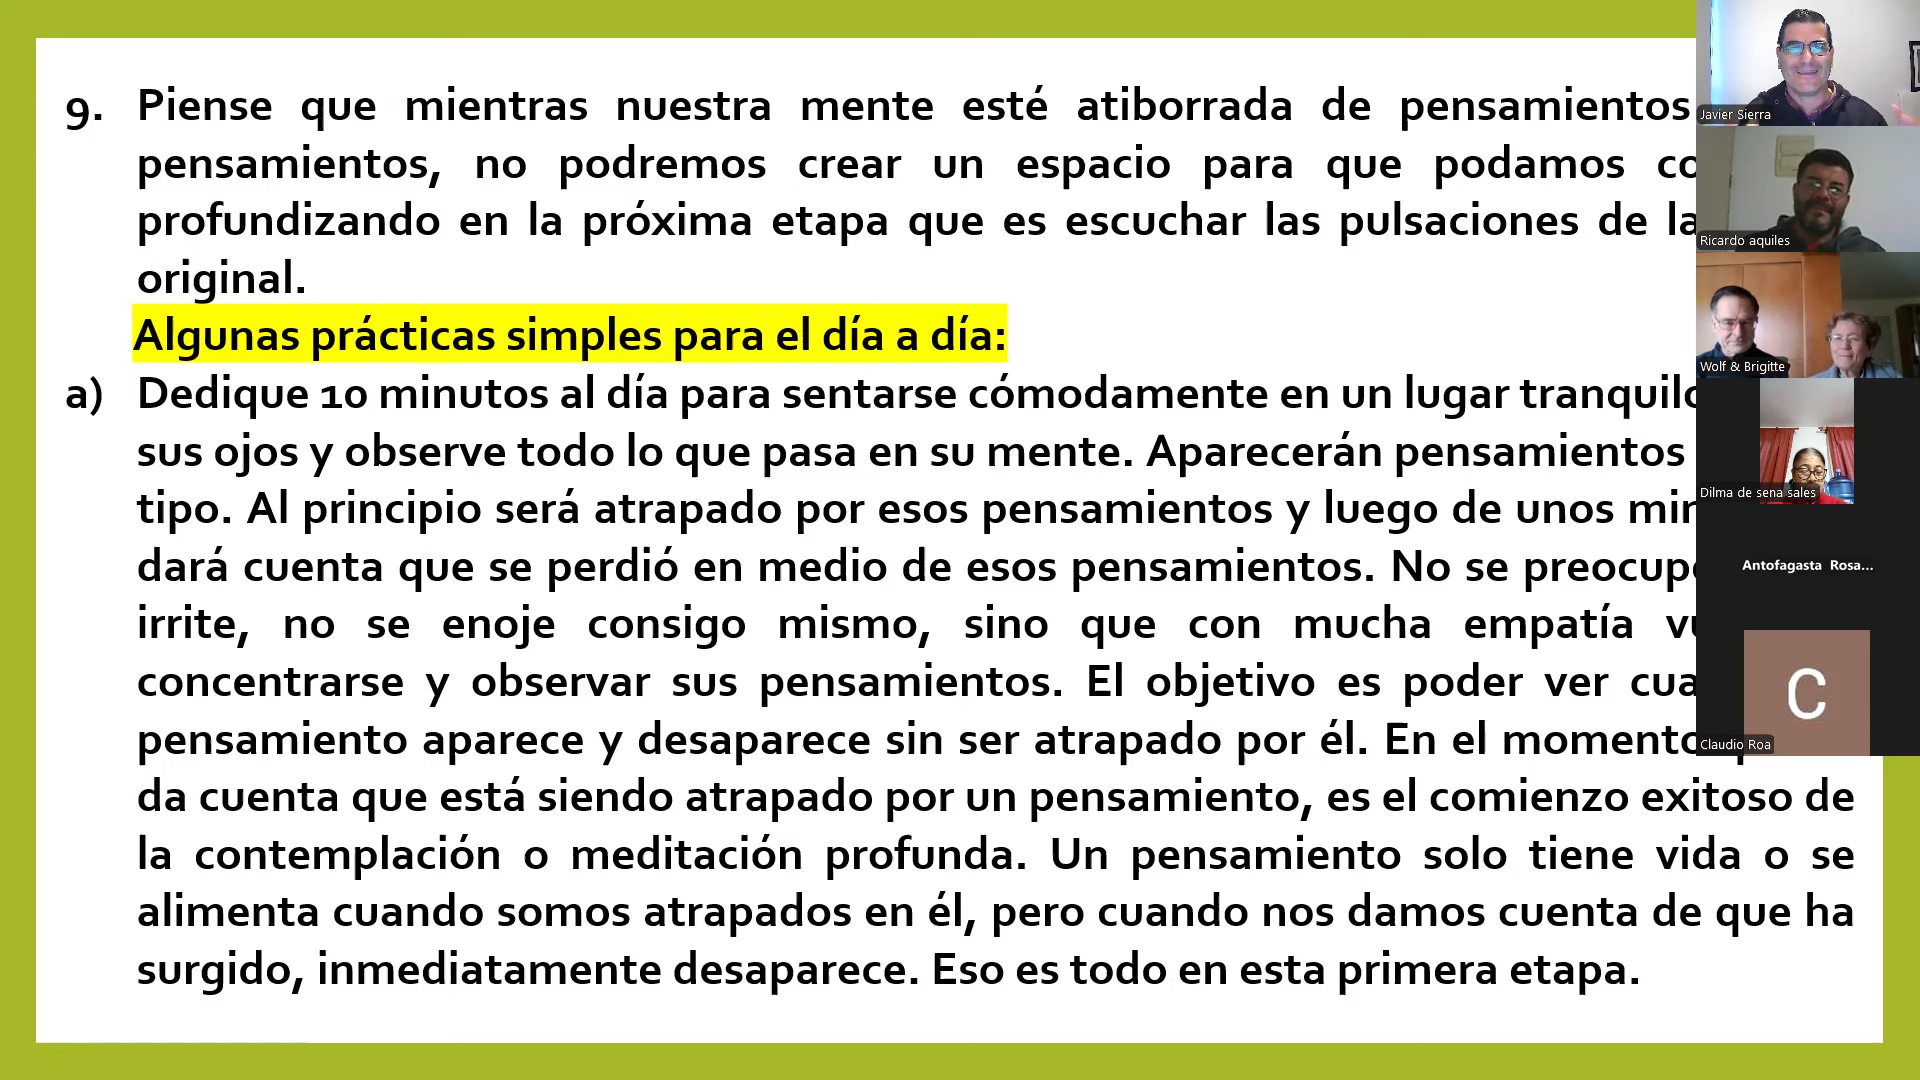 9. Piense que mientras nuestra mente esté atiborrada de pensamientos
pensamientos, no podremos crear un espacio para que podamos
profundizando en la próxima etapa que es escuchar las pulsaciones de
original.
Algunas prácticas simples para el día a día:
a) Dedique 10 minutos al día para sentarse cómodamente en un lugar
sus ojos y observe todo lo que pasa en su mente. Aparecerán pensamientos
tipo. Al principio será atrapado por esos pensamientos y luego de unos
dará cuenta que se perdió en medio de esos pensamientos. No se
irrite, no se enoje consigo mismo, sino que con mucha empatía
concentrarse y observar sus pensamientos. El objetivo es poder ver
pensamiento aparece y desaparece sin ser atrapado por él. En el momento
da cuenta que está siendo atrapado por un pensamiento, es el comienzo exitoso de
la contemplación o meditación profunda. Un pensamiento solo tiene vida o se
alimenta cuando somos atrapados en él, pero cuando nos damos cuenta de que ha
surgido, inmediatamente desaparece. Eso es todo en esta primera etapa.
Javier Sierra
Ricardo aquiles
Wolf & Brigitte
Dilma de sena sales
Antofagasta Rosa...
C
Claudio Roa